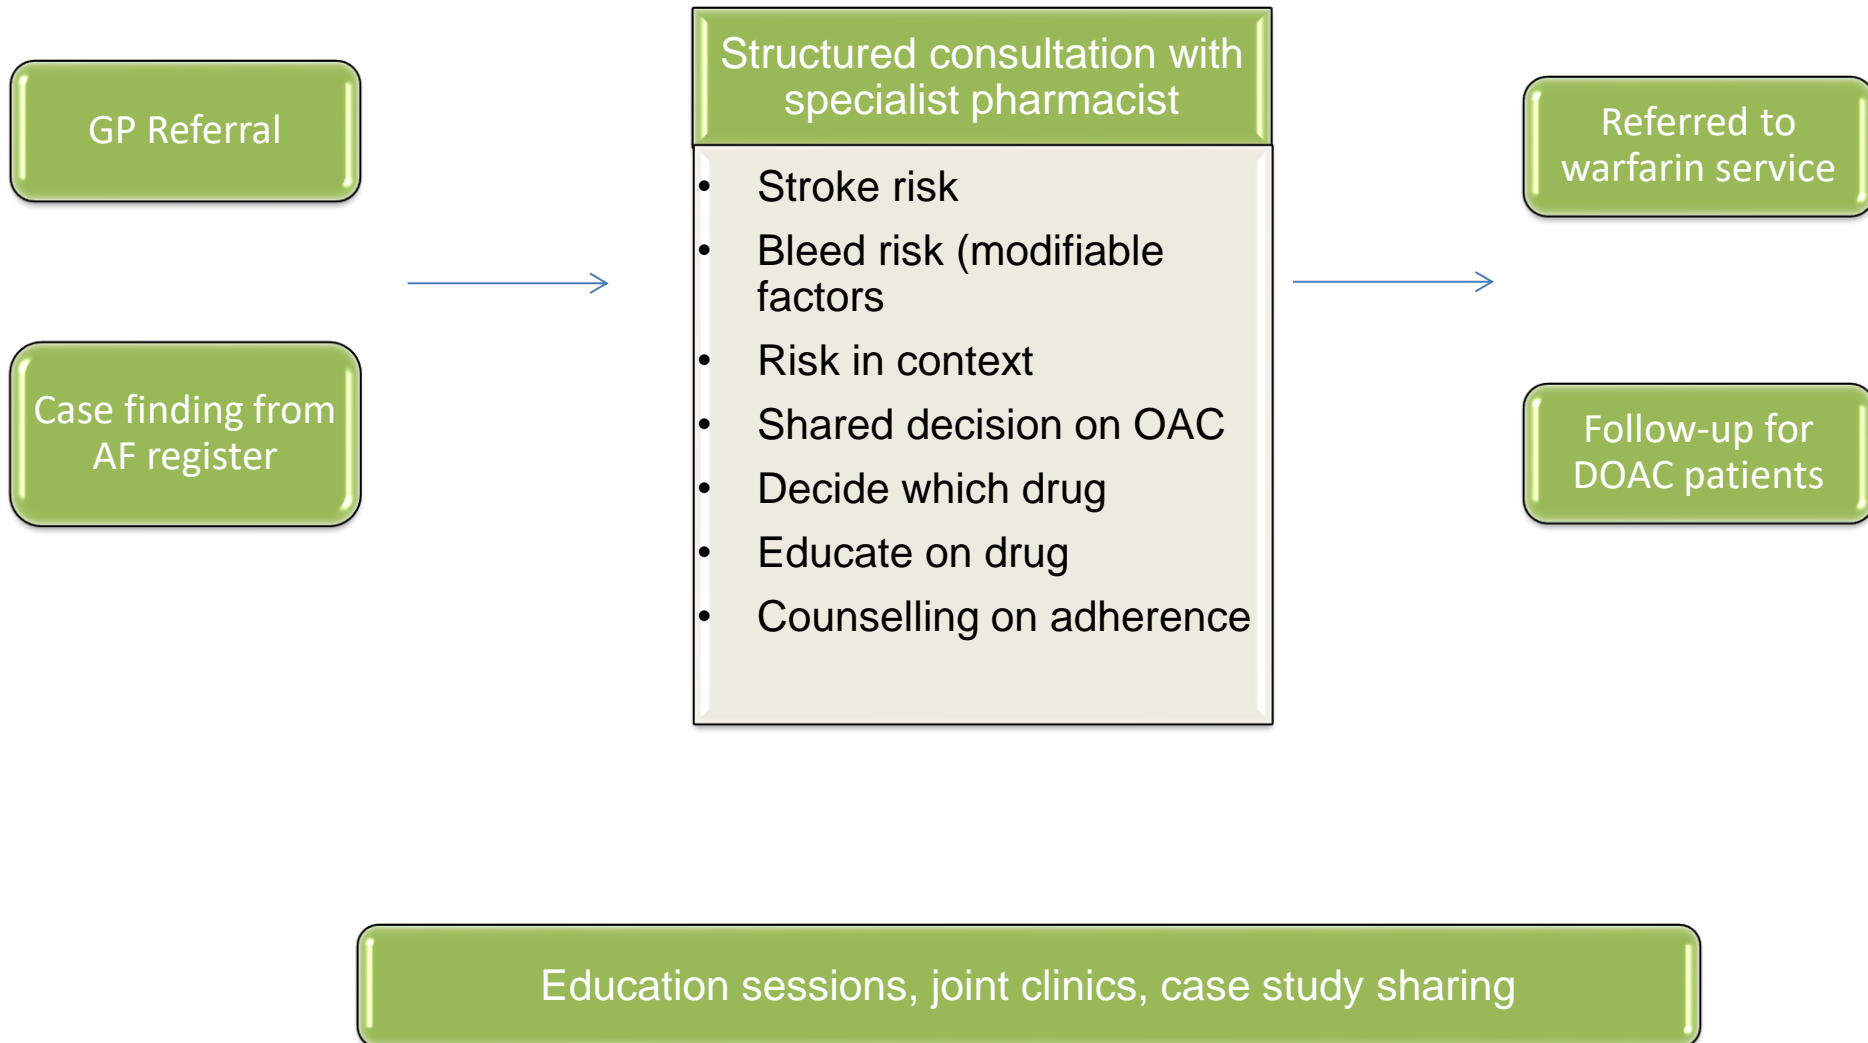 GP Referral
Case finding from
AF register
Structured consultation with
specialist pharmacist
• Stroke risk
• Bleed risk (modifiable
factors
• Risk in context
• Shared decision on OAC
• Decide which drug
• Educate on drug
• Counselling on adherence
Referred to
warfarin service
Follow-up for
DOAC patients
Education sessions, joint clinics, case study sharing